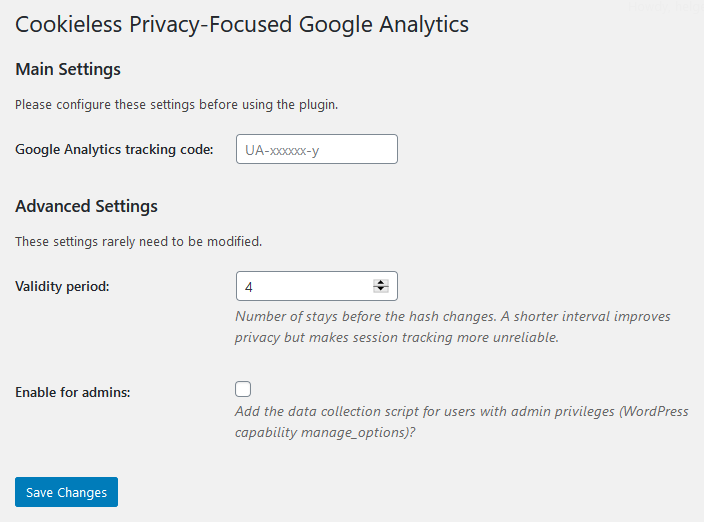 Cookieless Privacy-Focused Google Analytics
Main Settings
Please configure these settings before using the plugin.
Google Analytics tracking code: UA-xxxxxx-y
Advanced Settings
These settings rarely need to be modified.
Validity period: 4
Number of stays before the hash changes. A shorter interval improves
privacy but makes session tracking more unreliable.
Enable for admins:
Add the data collection script for users with admin privileges (WordPress
capability manage_options)?
Save Changes